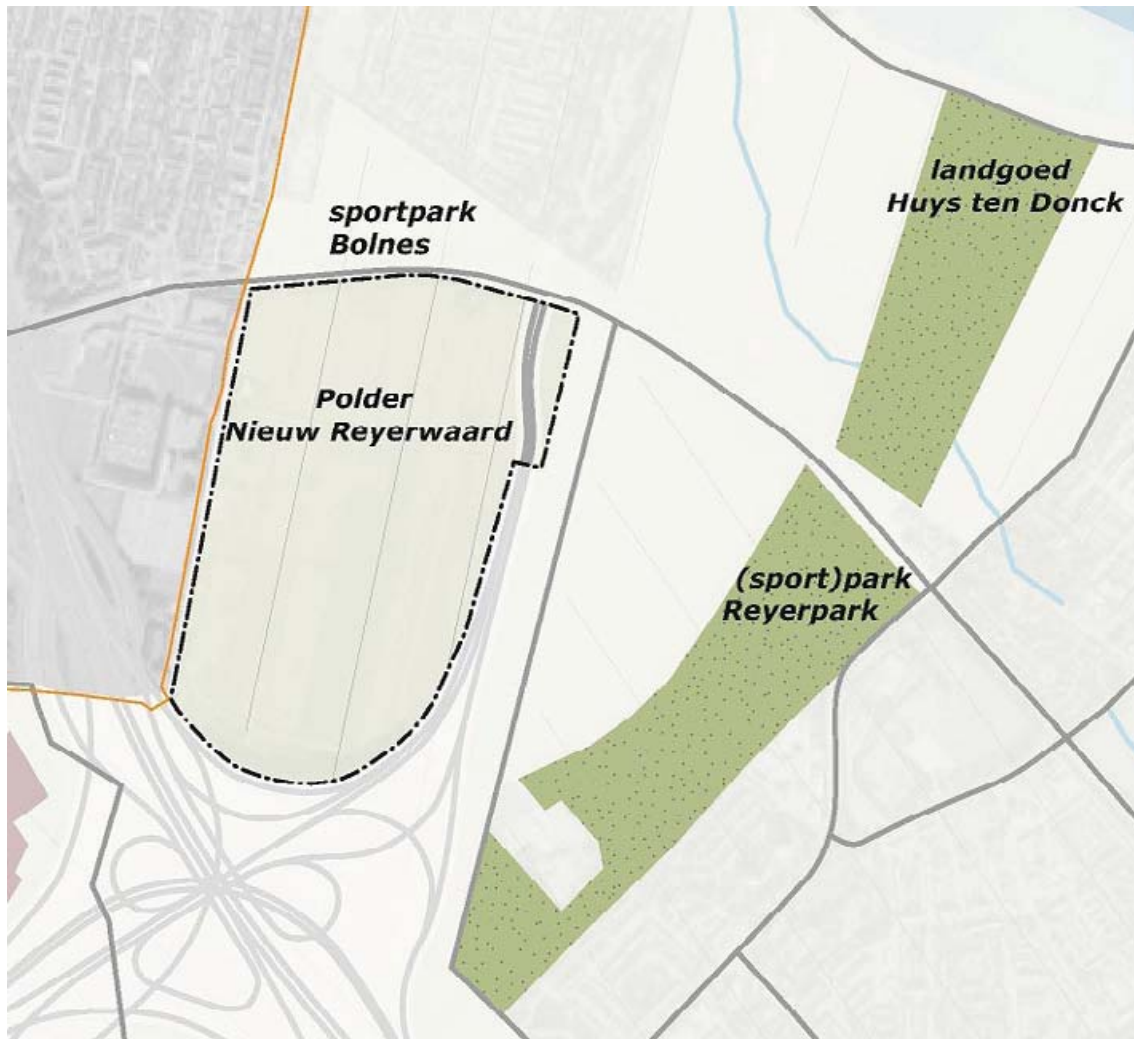 landgoed
Huys ten Donck
sportpark
Bolnes
Polder
Nieuw Reyerwaard
(sport)park
Reyerpark